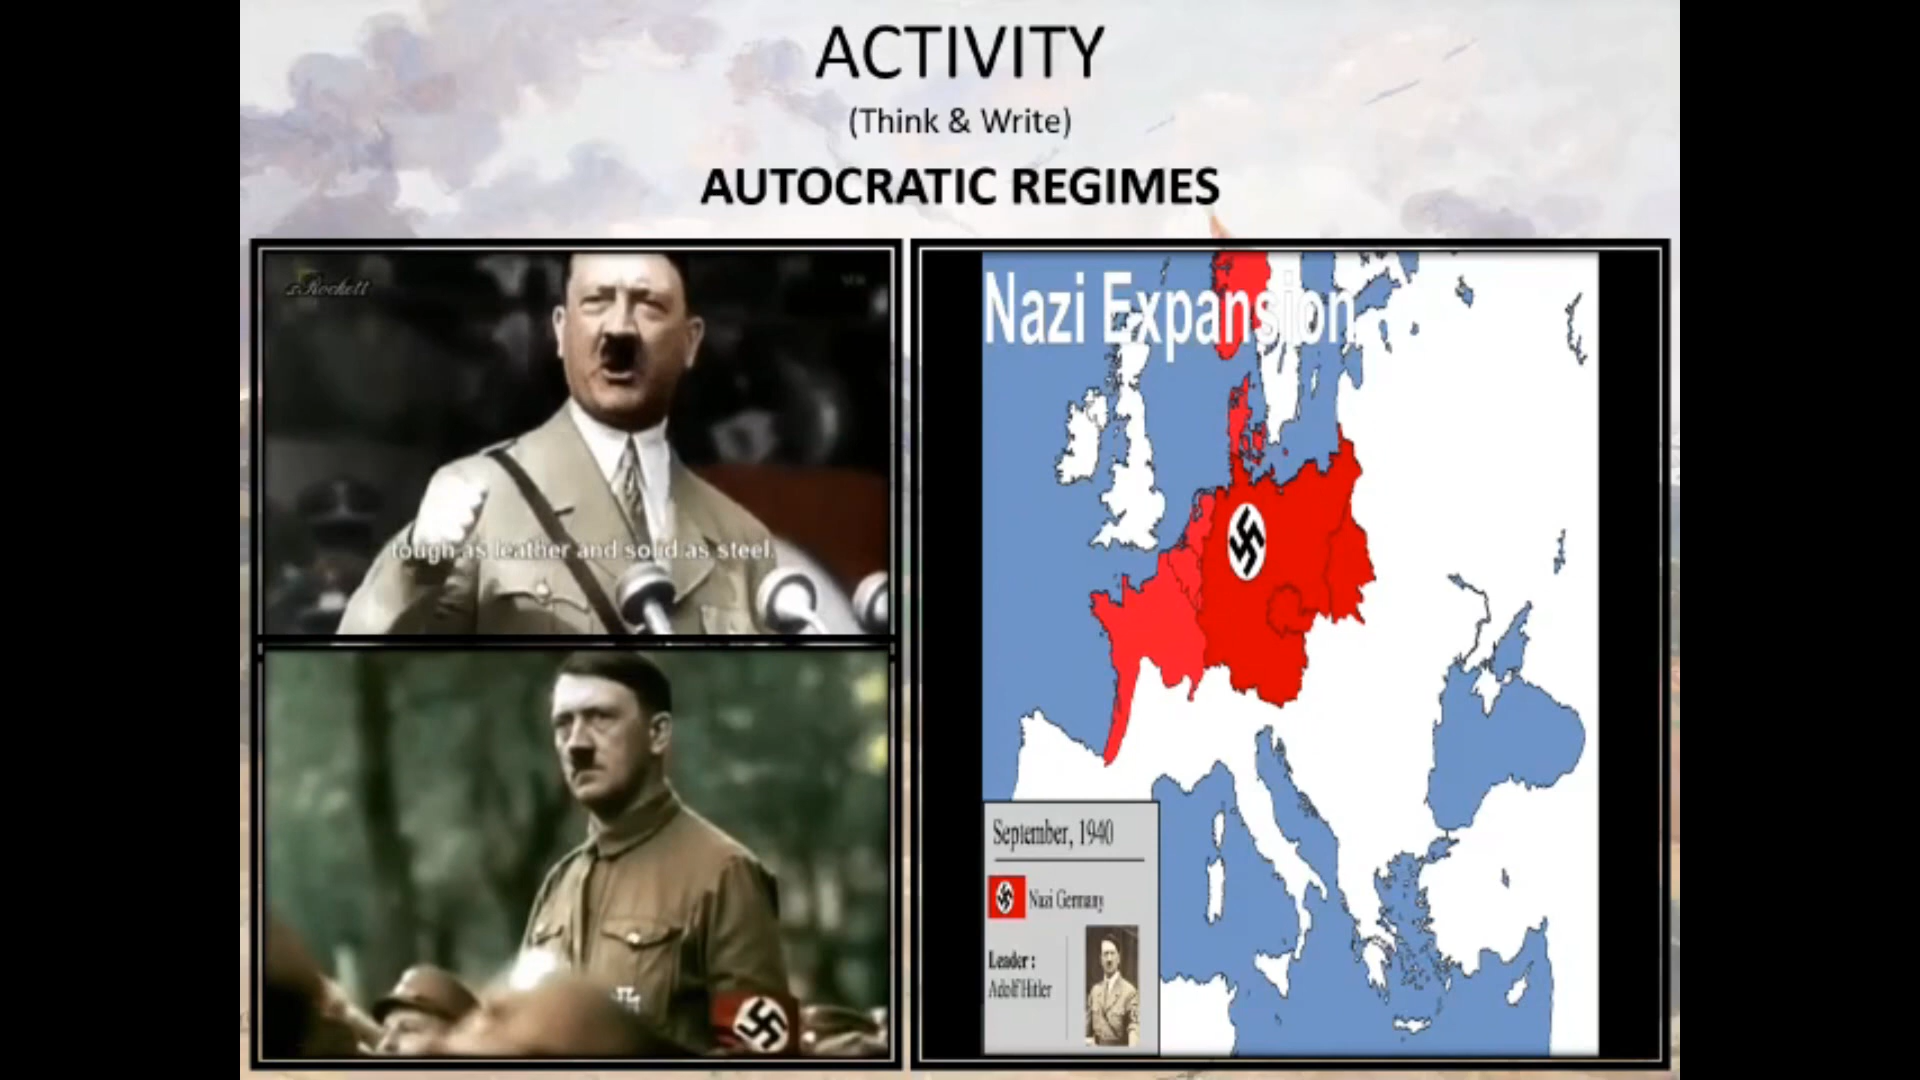 ACTIVITY
(Think & Write)
AUTOCRATIC REGIMES
xRockett
tough as leather and solid as steel.
Nazi Expansion
September, 1940
Nazi Germany
Leader :
Adolf Hitler